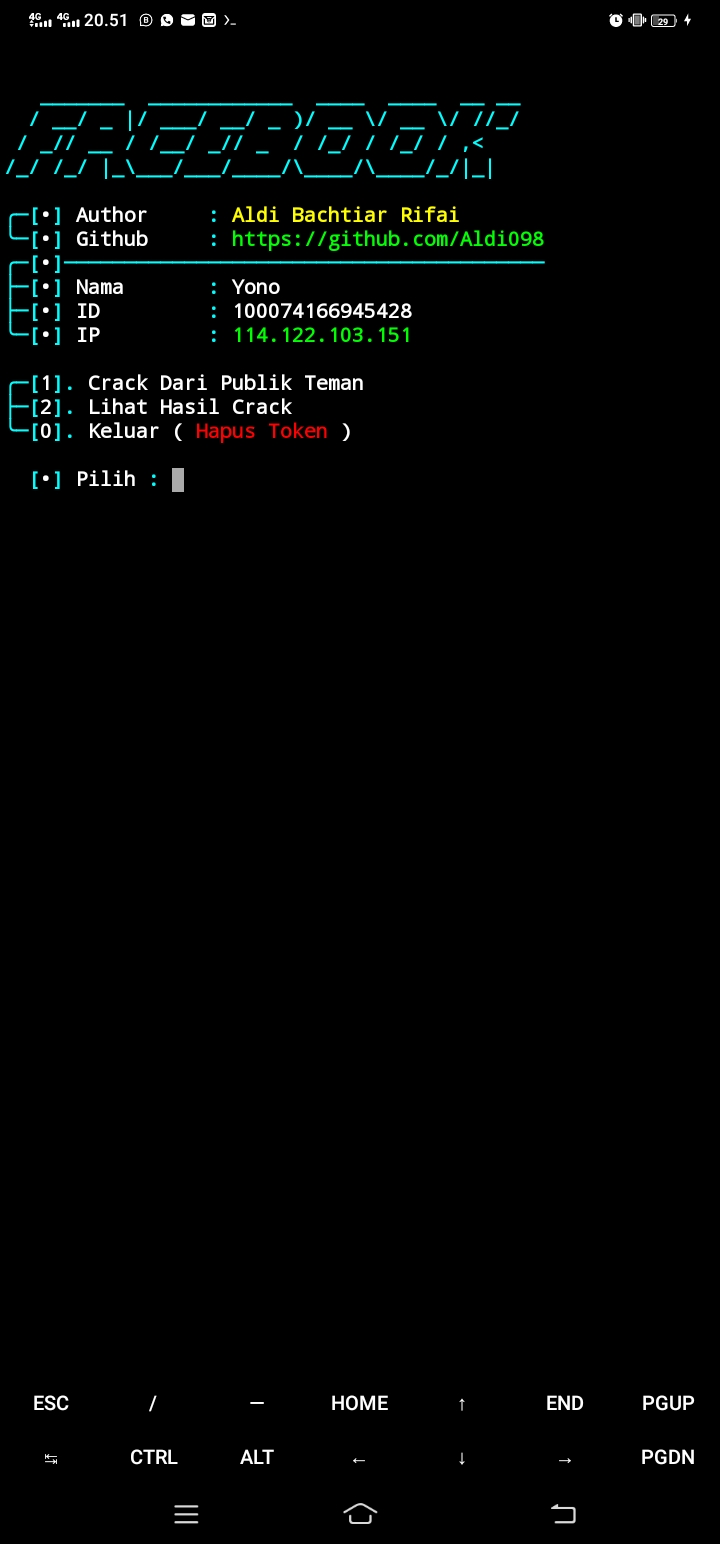 4G 4G 20.51 29
FACEBOOK
[•] Author : Aldi Bachtiar Rifai
[•] Github : https://github.com/Aldi098
[•]
[•] Nama : Yono
[•] ID : 100074166945428
[•] IP : 114.122.103.151
[1]. Crack Dari Publik Teman
[2]. Lihat Hasil Crack
[0]. Keluar ( Hapus Token )
[•] Pilih :
ESC / — HOME ↑ END PGUP
↹ CTRL ALT ← ↓ → PGDN